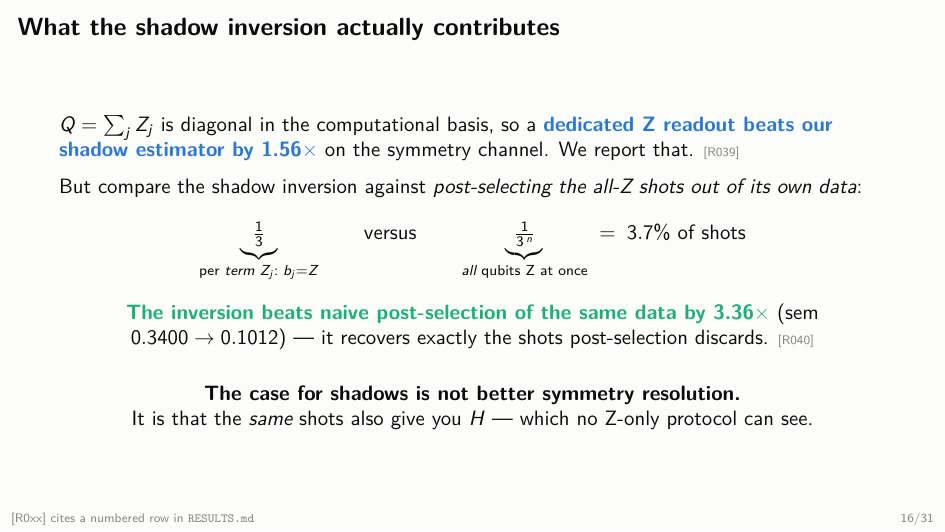 What the shadow inversion actually contributes
Q = ∑_j Z_j is diagonal in the computational basis, so a dedicated Z readout beats our
shadow estimator by 1.56× on the symmetry channel. We report that. [R039]
But compare the shadow inversion against post-selecting the all-Z shots out of its own data:
1/3 versus 1/3^n = 3.7% of shots
per term Z_j: b_j=Z all qubits Z at once
The inversion beats naive post-selection of the same data by 3.36× (sem
0.3400 → 0.1012) — it recovers exactly the shots post-selection discards. [R040]
The case for shadows is not better symmetry resolution.
It is that the same shots also give you H — which no Z-only protocol can see.
[R0xx] cites a numbered row in RESULTS.md
16/31